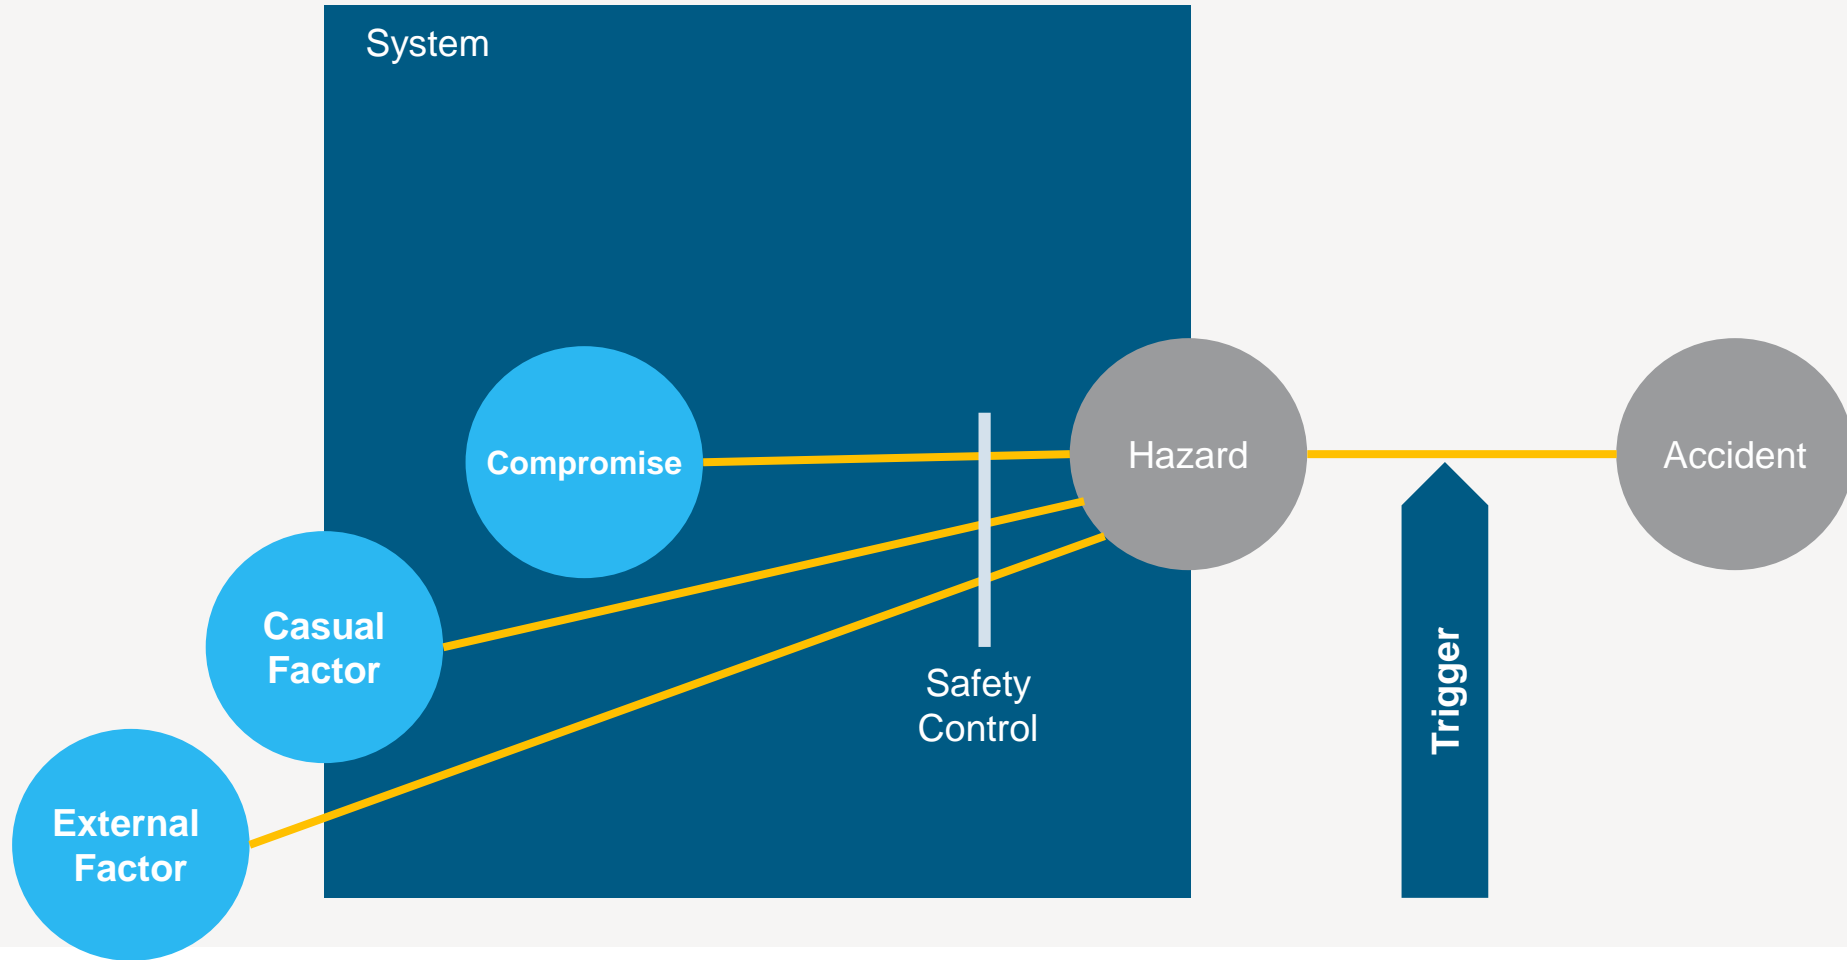 System
Compromise
Hazard
Accident
Casual
Factor
Safety
Control
Trigger
External
Factor